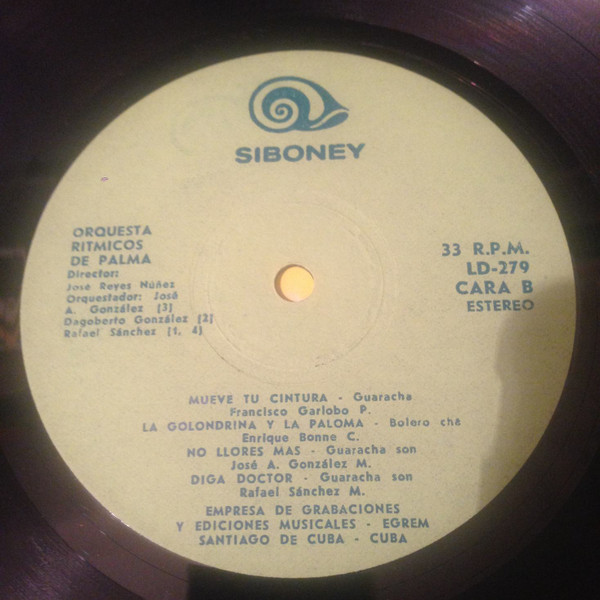 SIBONEY
ORQUESTA
RITMICOS
DE PALMA
Director:
José Reyes Núñez
Orquestador: José
A. González [3]
Dagoberto González [2]
Rafael Sánchez [1, 4]
33 R.P.M.
LD-279
CARA B
ESTEREO
MUEVE TU CINTURA - Guaracha
Francisco Garlobo P.
LA GOLONDRINA Y LA PALOMA - Bolero cha
Enrique Bonne C.
NO LLORES MAS - Guaracha son
José A. González M.
DIGA DOCTOR - Guaracha son
Rafael Sánchez M.
EMPRESA DE GRABACIONES
Y EDICIONES MUSICALES - EGREM
SANTIAGO DE CUBA - CUBA